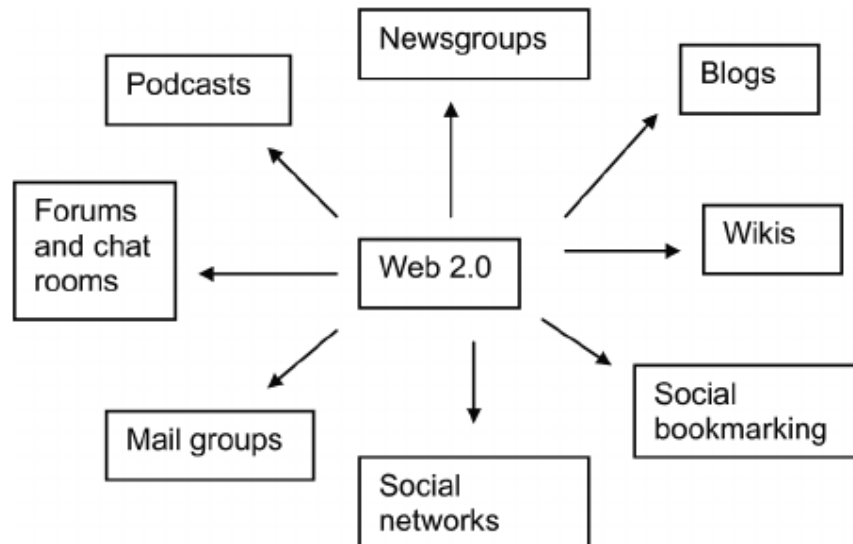 Newsgroups
Podcasts
Blogs
Forums
and chat
rooms
Web 2.0
Wikis
Mail groups
Social
bookmarking
Social
networks